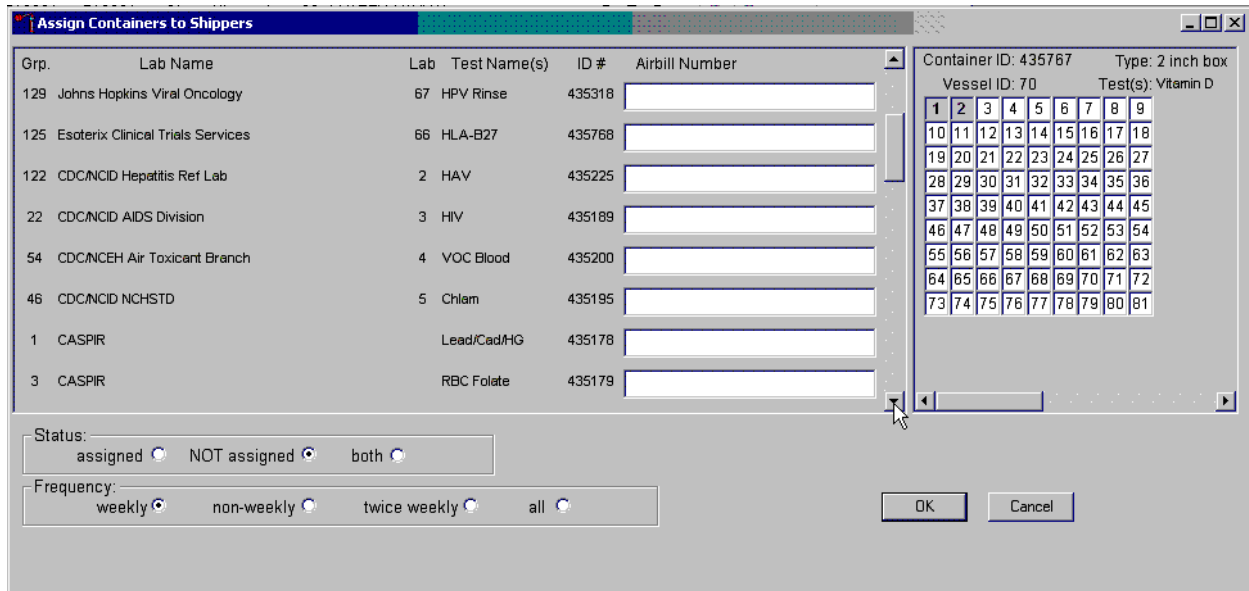 Assign Containers to Shippers
Grp. Lab Name Lab Test Name(s) ID # Airbill Number
129 Johns Hopkins Viral Oncology 67 HPV Rinse 435318
125 Esoterix Clinical Trials Services 66 HLA-B27 435768
122 CDC/NCID Hepatitis Ref Lab 2 HAV 435225
22 CDC/NCID AIDS Division 3 HIV 435189
54 CDC/NCEH Air Toxicant Branch 4 VOC Blood 435200
46 CDC/NCID NCHSTD 5 Chlam 435195
1 CASPIR Lead/Cad/HG 435178
3 CASPIR RBC Folate 435179
Container ID: 435767 Type: 2 inch box
Vessel ID: 70 Test(s): Vitamin D
1 2 3 4 5 6 7 8 9
10 11 12 13 14 15 16 17 18
19 20 21 22 23 24 25 26 27
28 29 30 31 32 33 34 35 36
37 38 39 40 41 42 43 44 45
46 47 48 49 50 51 52 53 54
55 56 57 58 59 60 61 62 63
64 65 66 67 68 69 70 71 72
73 74 75 76 77 78 79 80 81
Status:
assigned NOT assigned both
Frequency:
weekly non-weekly twice weekly all
OK Cancel